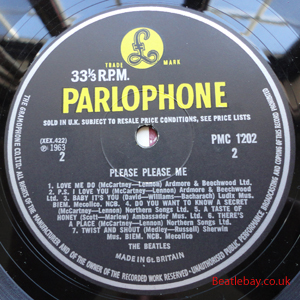 TRADE MARK
33⅓ R.P.M.
PARLOPHONE
SOLD IN U.K. SUBJECT TO RESALE PRICE CONDITIONS, SEE PRICE LISTS
(XEX.422)
℗ 1963
2
PMC 1202
2
PLEASE PLEASE ME
1. LOVE ME DO (McCartney—Lennon) Ardmore & Beechwood Ltd.
2. P.S. I LOVE YOU (McCartney—Lennon) Ardmore & Beechwood
Ltd. 3. BABY IT'S YOU (David—Williams—Bacharach) Ludix Mus.
BIEM. Mecolico. NCB. 4. DO YOU WANT TO KNOW A SECRET
(McCartney—Lennon) Northern Songs Ltd. 5. A TASTE OF
HONEY (Scott—Marlow) Ambassador Mus. Ltd. 6. THERE'S
A PLACE (McCartney—Lennon) Northern Songs Ltd.
7. TWIST AND SHOUT (Medley—Russell) Sherwin
Mus. BIEM. NCB. Mecolico
THE BEATLES
MADE IN GT. BRITAIN
THE GRAMOPHONE CO. LTD. ALL RIGHTS OF THE MANUFACTURER AND OF THE OWNER OF THE RECORDED WORK RESERVED · UNAUTHORISED PUBLIC PERFORMANCE BROADCASTING AND COPYING OF THIS RECORD PROHIBITED
Beatlebay.co.uk